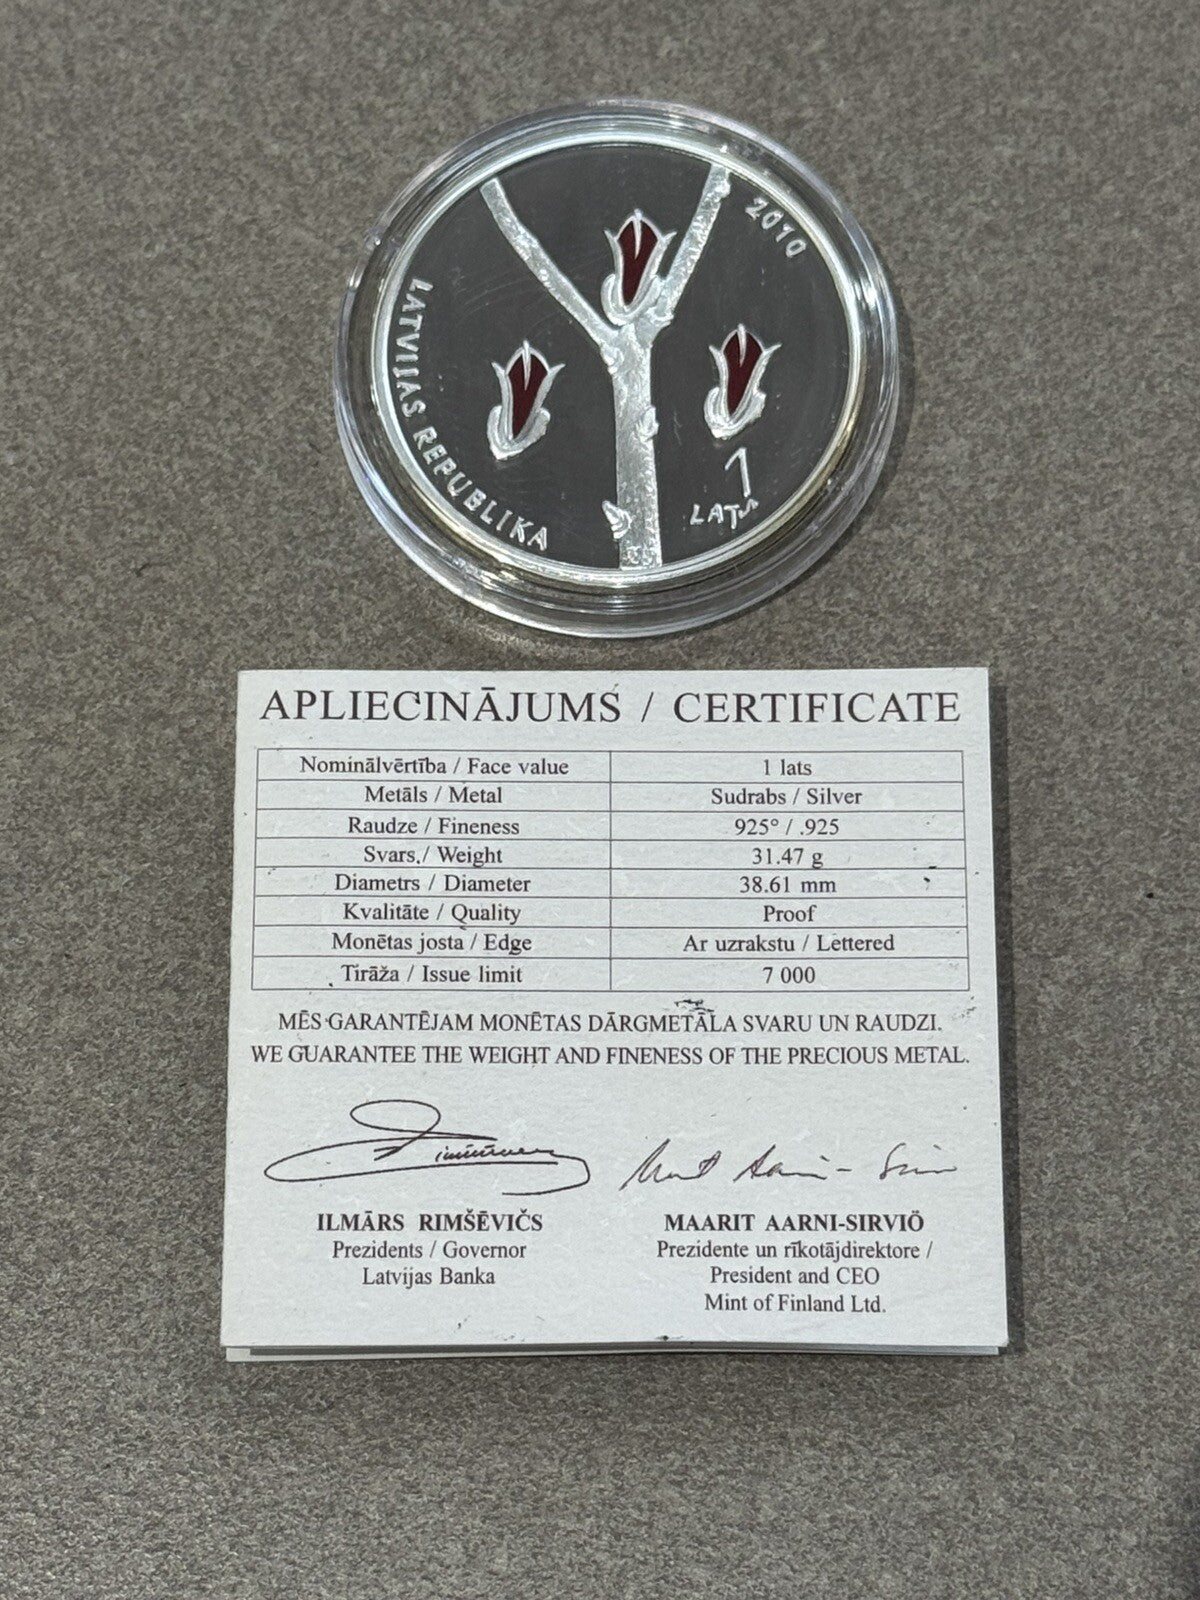 2010
LATVIJAS REPUBLIKA
1
LATS
APLIECINĀJUMS / CERTIFICATE
Nominālvērtība / Face value 1 lats
Metāls / Metal Sudrabs / Silver
Raudze / Fineness 925° / .925
Svars / Weight 31.47 g
Diametrs / Diameter 38.61 mm
Kvalitāte / Quality Proof
Monētas josta / Edge Ar uzrakstu / Lettered
Tirāža / Issue limit 7 000
MĒS GARANTĒJAM MONĒTAS DĀRGMETĀLA SVARU UN RAUDZI.
WE GUARANTEE THE WEIGHT AND FINENESS OF THE PRECIOUS METAL.
ILMĀRS RIMŠĒVIČS
Prezidents / Governor
Latvijas Banka
MAARIT AARNI-SIRVIÖ
Prezidente un rīkotājdirektore /
President and CEO
Mint of Finland Ltd.